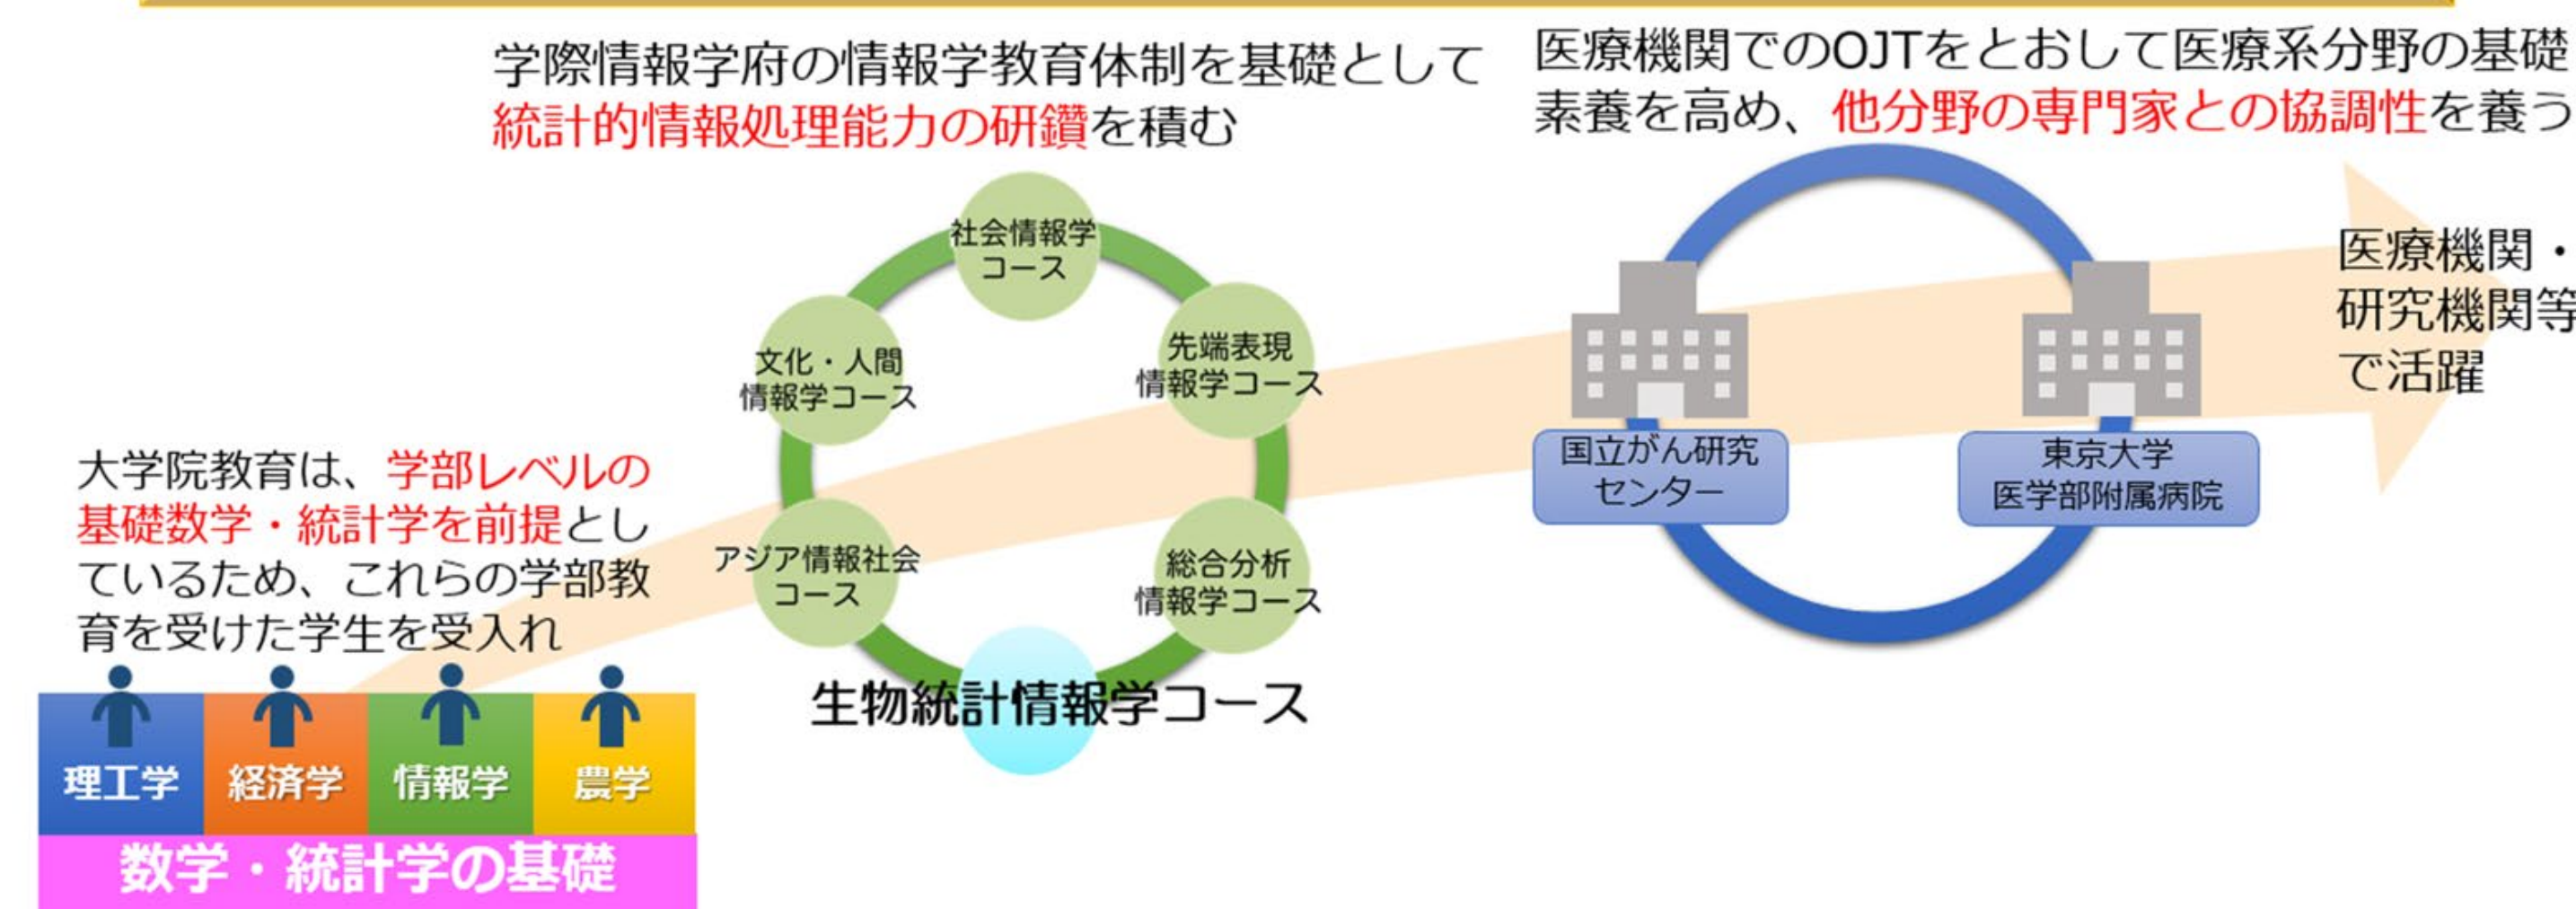 学際情報学府の情報学教育体制を基礎として
統計的情報処理能力の研鑽を積む
医療機関でのOJTをとおして医療系分野の基礎
素養を高め、他分野の専門家との協調性を養う
社会情報学
コース
文化・人間
情報学コース
先端表現
情報学コース
アジア情報社会
コース
総合分析
情報学コース
生物統計情報学コース
国立がん研究
センター
東京大学
医学部附属病院
医療機関・
研究機関等
で活躍
大学院教育は、学部レベルの
基礎数学・統計学を前提とし
ているため、これらの学部教
育を受けた学生を受入れ
理工学
経済学
情報学
農学
数学・統計学の基礎